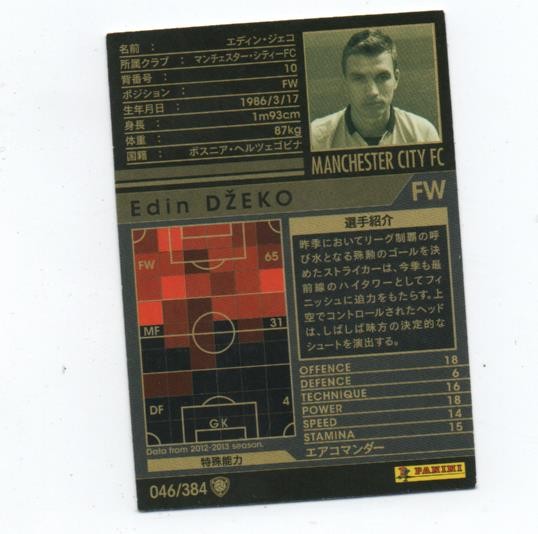 名前 : エディン・ジェコ
所属クラブ : マンチェスター・シティーFC
背番号 : 10
ポジション : FW
生年月日 : 1986/3/17
身長 : 1m93cm
体重 : 87kg
国籍 : ボスニア・ヘルツェゴビナ
MANCHESTER CITY FC
Edin DŽEKO
FW
FW 65
MF 31
DF 4
GK
Data from 2012-2013 season.
選手紹介
昨季においてリーグ制覇の呼
び水となる殊勲のゴールを決
めたストライカーは、今季も最
前線のハイタワーとしてフィ
ニッシュに迫力をもたらす。上
空でコントロールされたヘッド
は、しばしば味方の決定的な
シュートを演出する。
OFFENCE 18
DEFENCE 6
TECHNIQUE 16
POWER 18
SPEED 14
STAMINA 15
特殊能力 エアコマンダー
046/384
PANINI